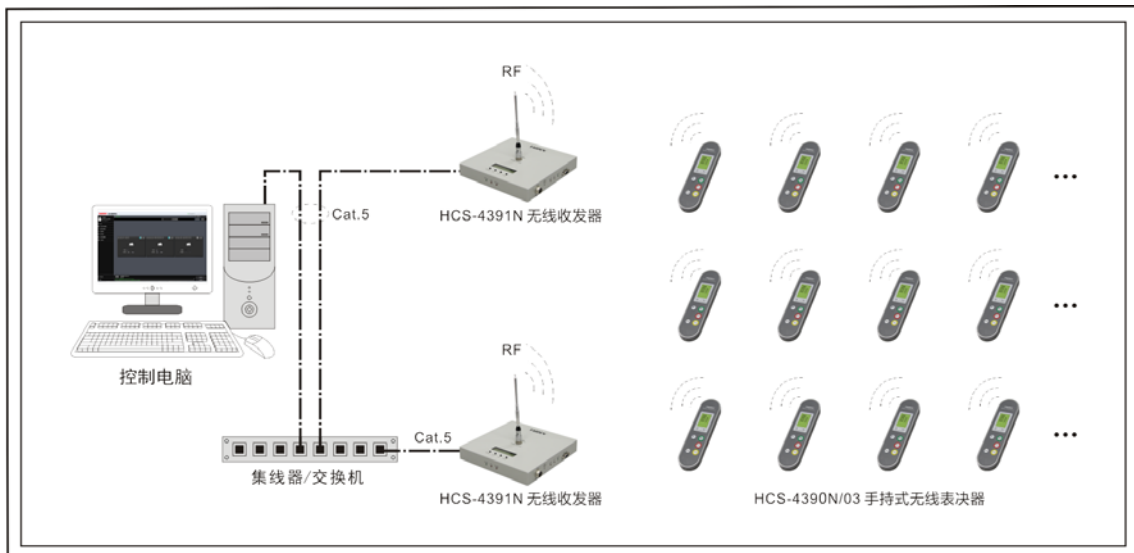 RF
HCS-4391N 无线收发器
Cat.5
控制电脑
RF
Cat.5
集线器/交换机
HCS-4391N 无线收发器
HCS-4390N/03 手持式无线表决器